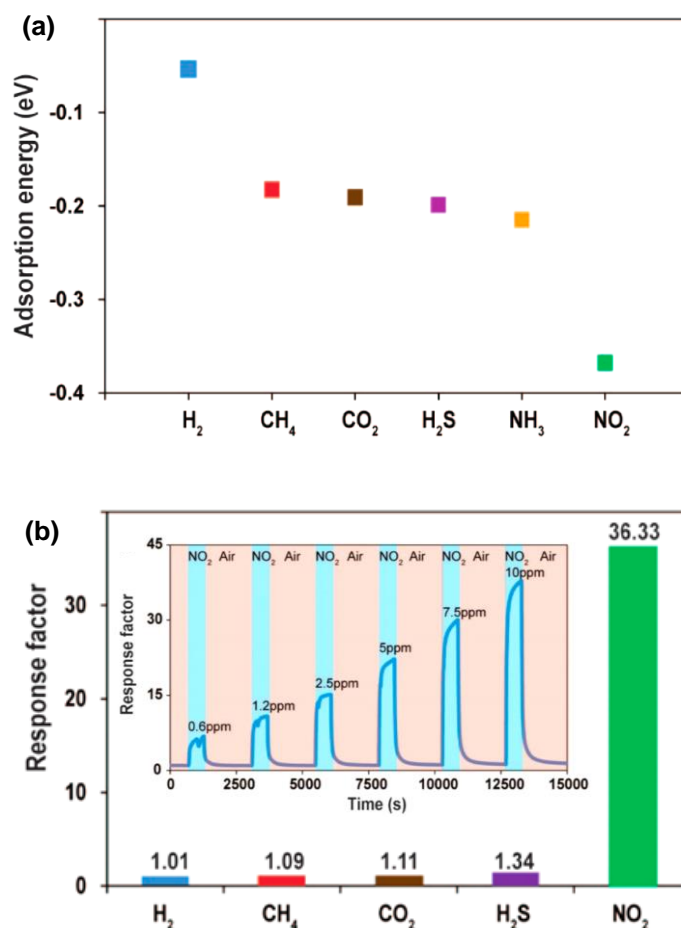 (a)
Adsorption energy (eV)
-0.1
-0.2
-0.3
-0.4
H₂ CH₄ CO₂ H₂S NH₃ NO₂
(b)
Response factor
30
20
10
0
1.01 1.09 1.11 1.34 36.33
H₂ CH₄ CO₂ H₂S NO₂
NO₂ Air NO₂ Air NO₂ Air NO₂ Air NO₂ Air NO₂ Air
Response factor
45
30
15
0
0.6ppm 1.2ppm 2.5ppm 5ppm 7.5ppm 10ppm
0 2500 5000 7500 10000 12500 15000
Time (s)